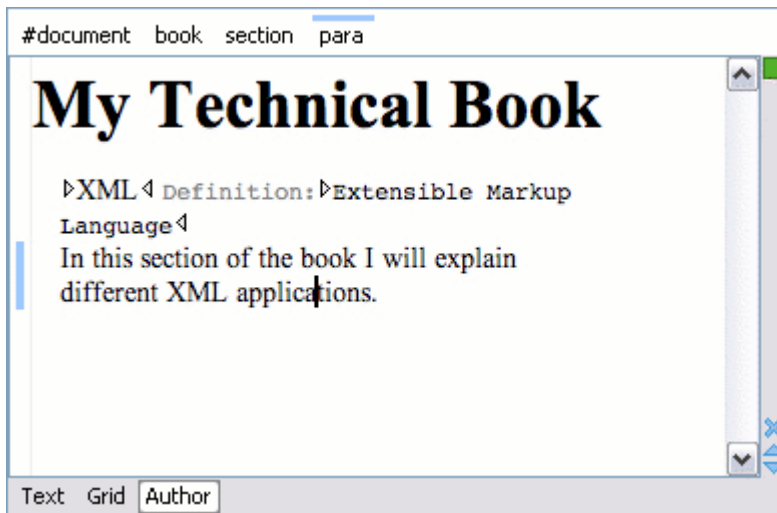 #document book section para
My Technical Book
XML Definition: Extensible Markup
Language
In this section of the book I will explain
different XML applications.
Text Grid Author